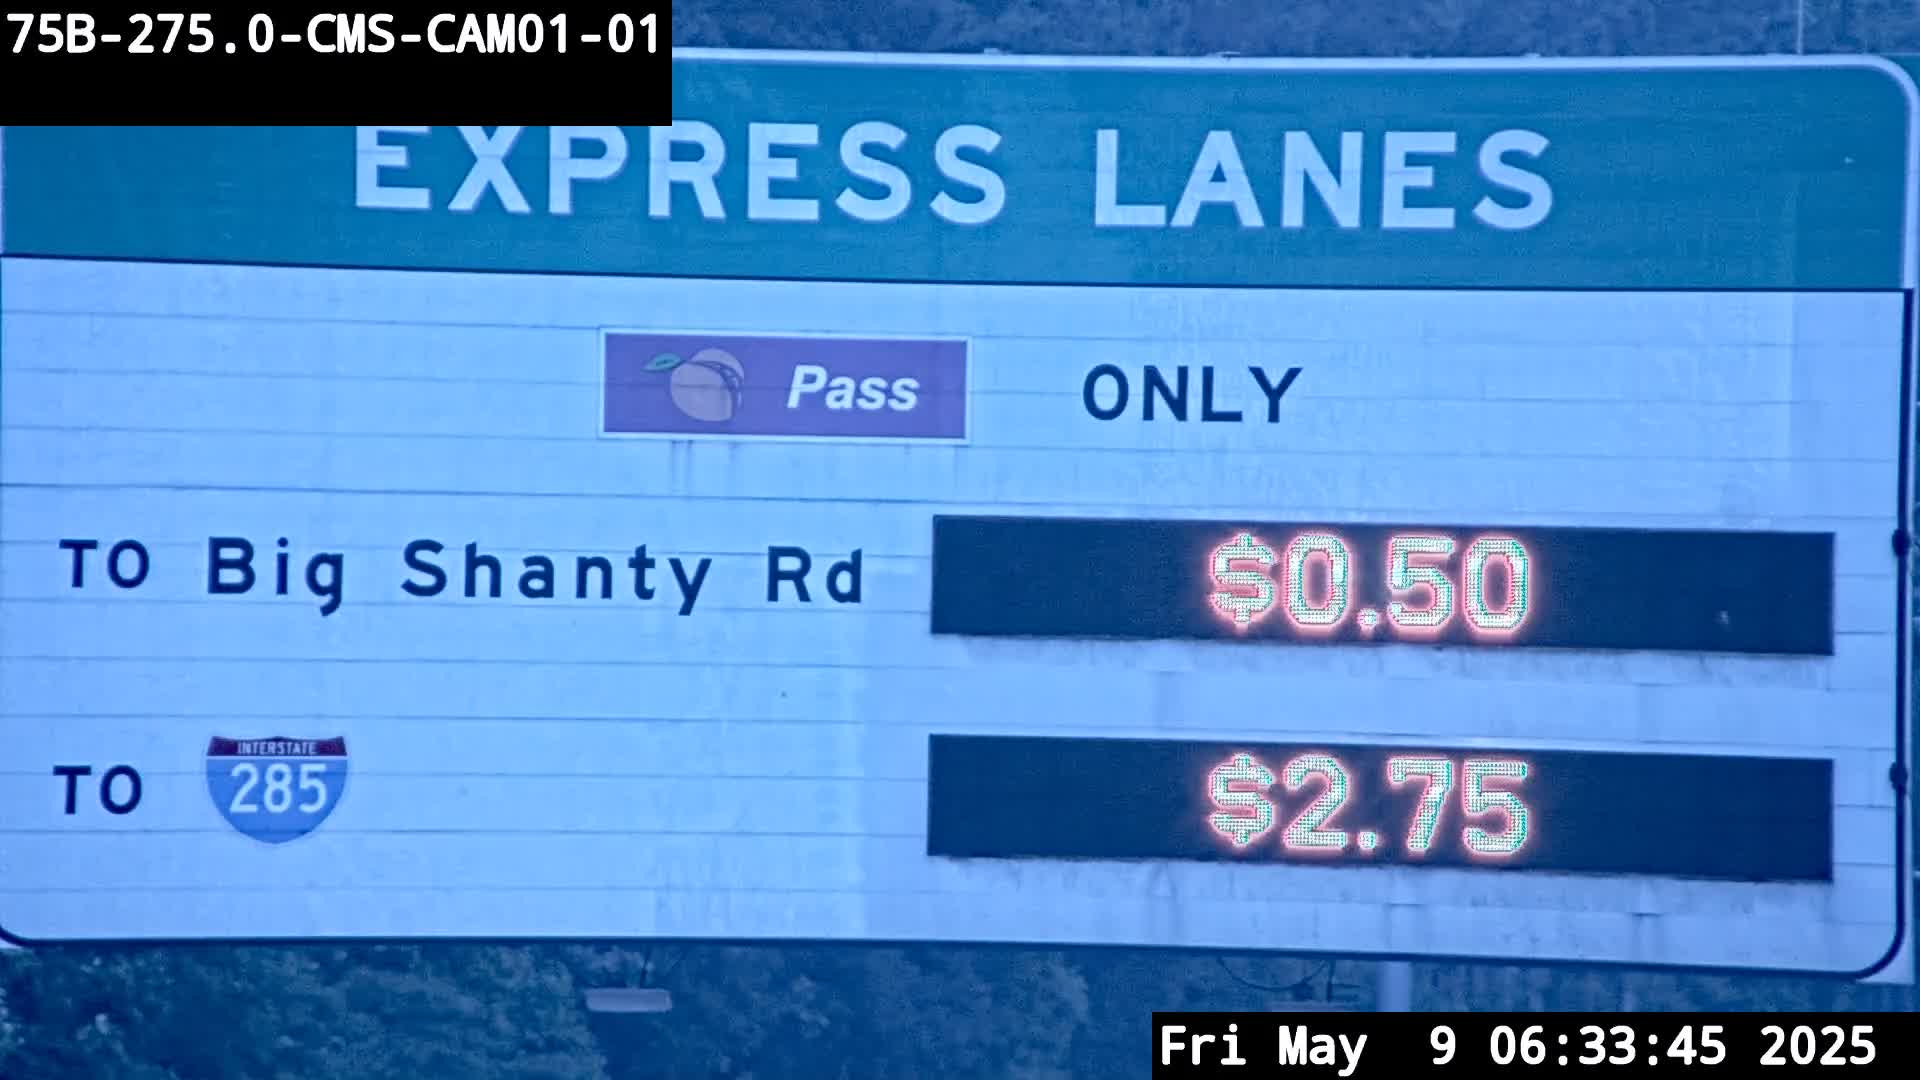 75B-275.0-CMS-CAM01-01
EXPRESS LANES
Pass ONLY
TO Big Shanty Rd $0.50
TO INTERSTATE 285 $2.75
Fri May 9 06:33:45 2025